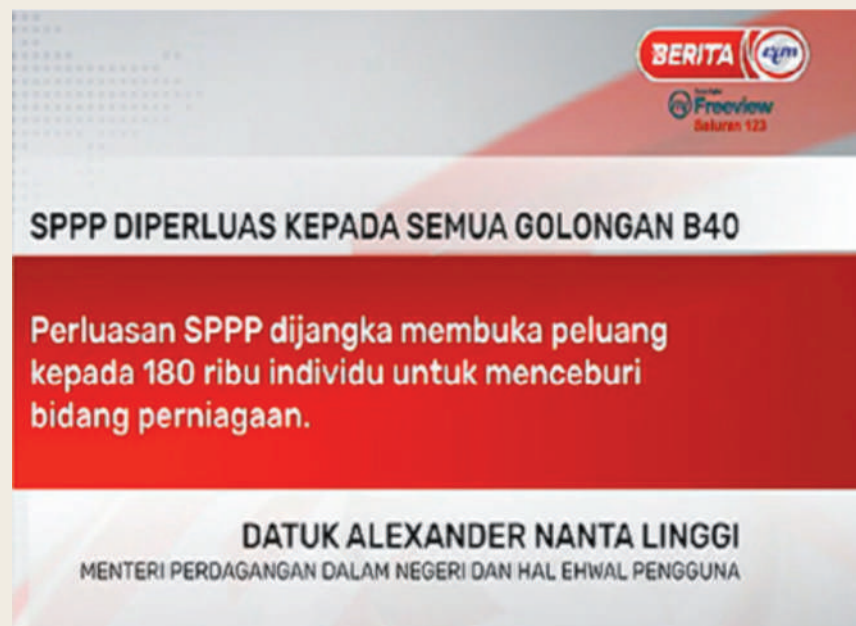 BERITA rtm
Freeview
Saluran 123
SPPP DIPERLUAS KEPADA SEMUA GOLONGAN B40
Perluasan SPPP dijangka membuka peluang
kepada 180 ribu individu untuk menceburi
bidang perniagaan.
DATUK ALEXANDER NANTA LINGGI
MENTERI PERDAGANGAN DALAM NEGERI DAN HAL EHWAL PENGGUNA